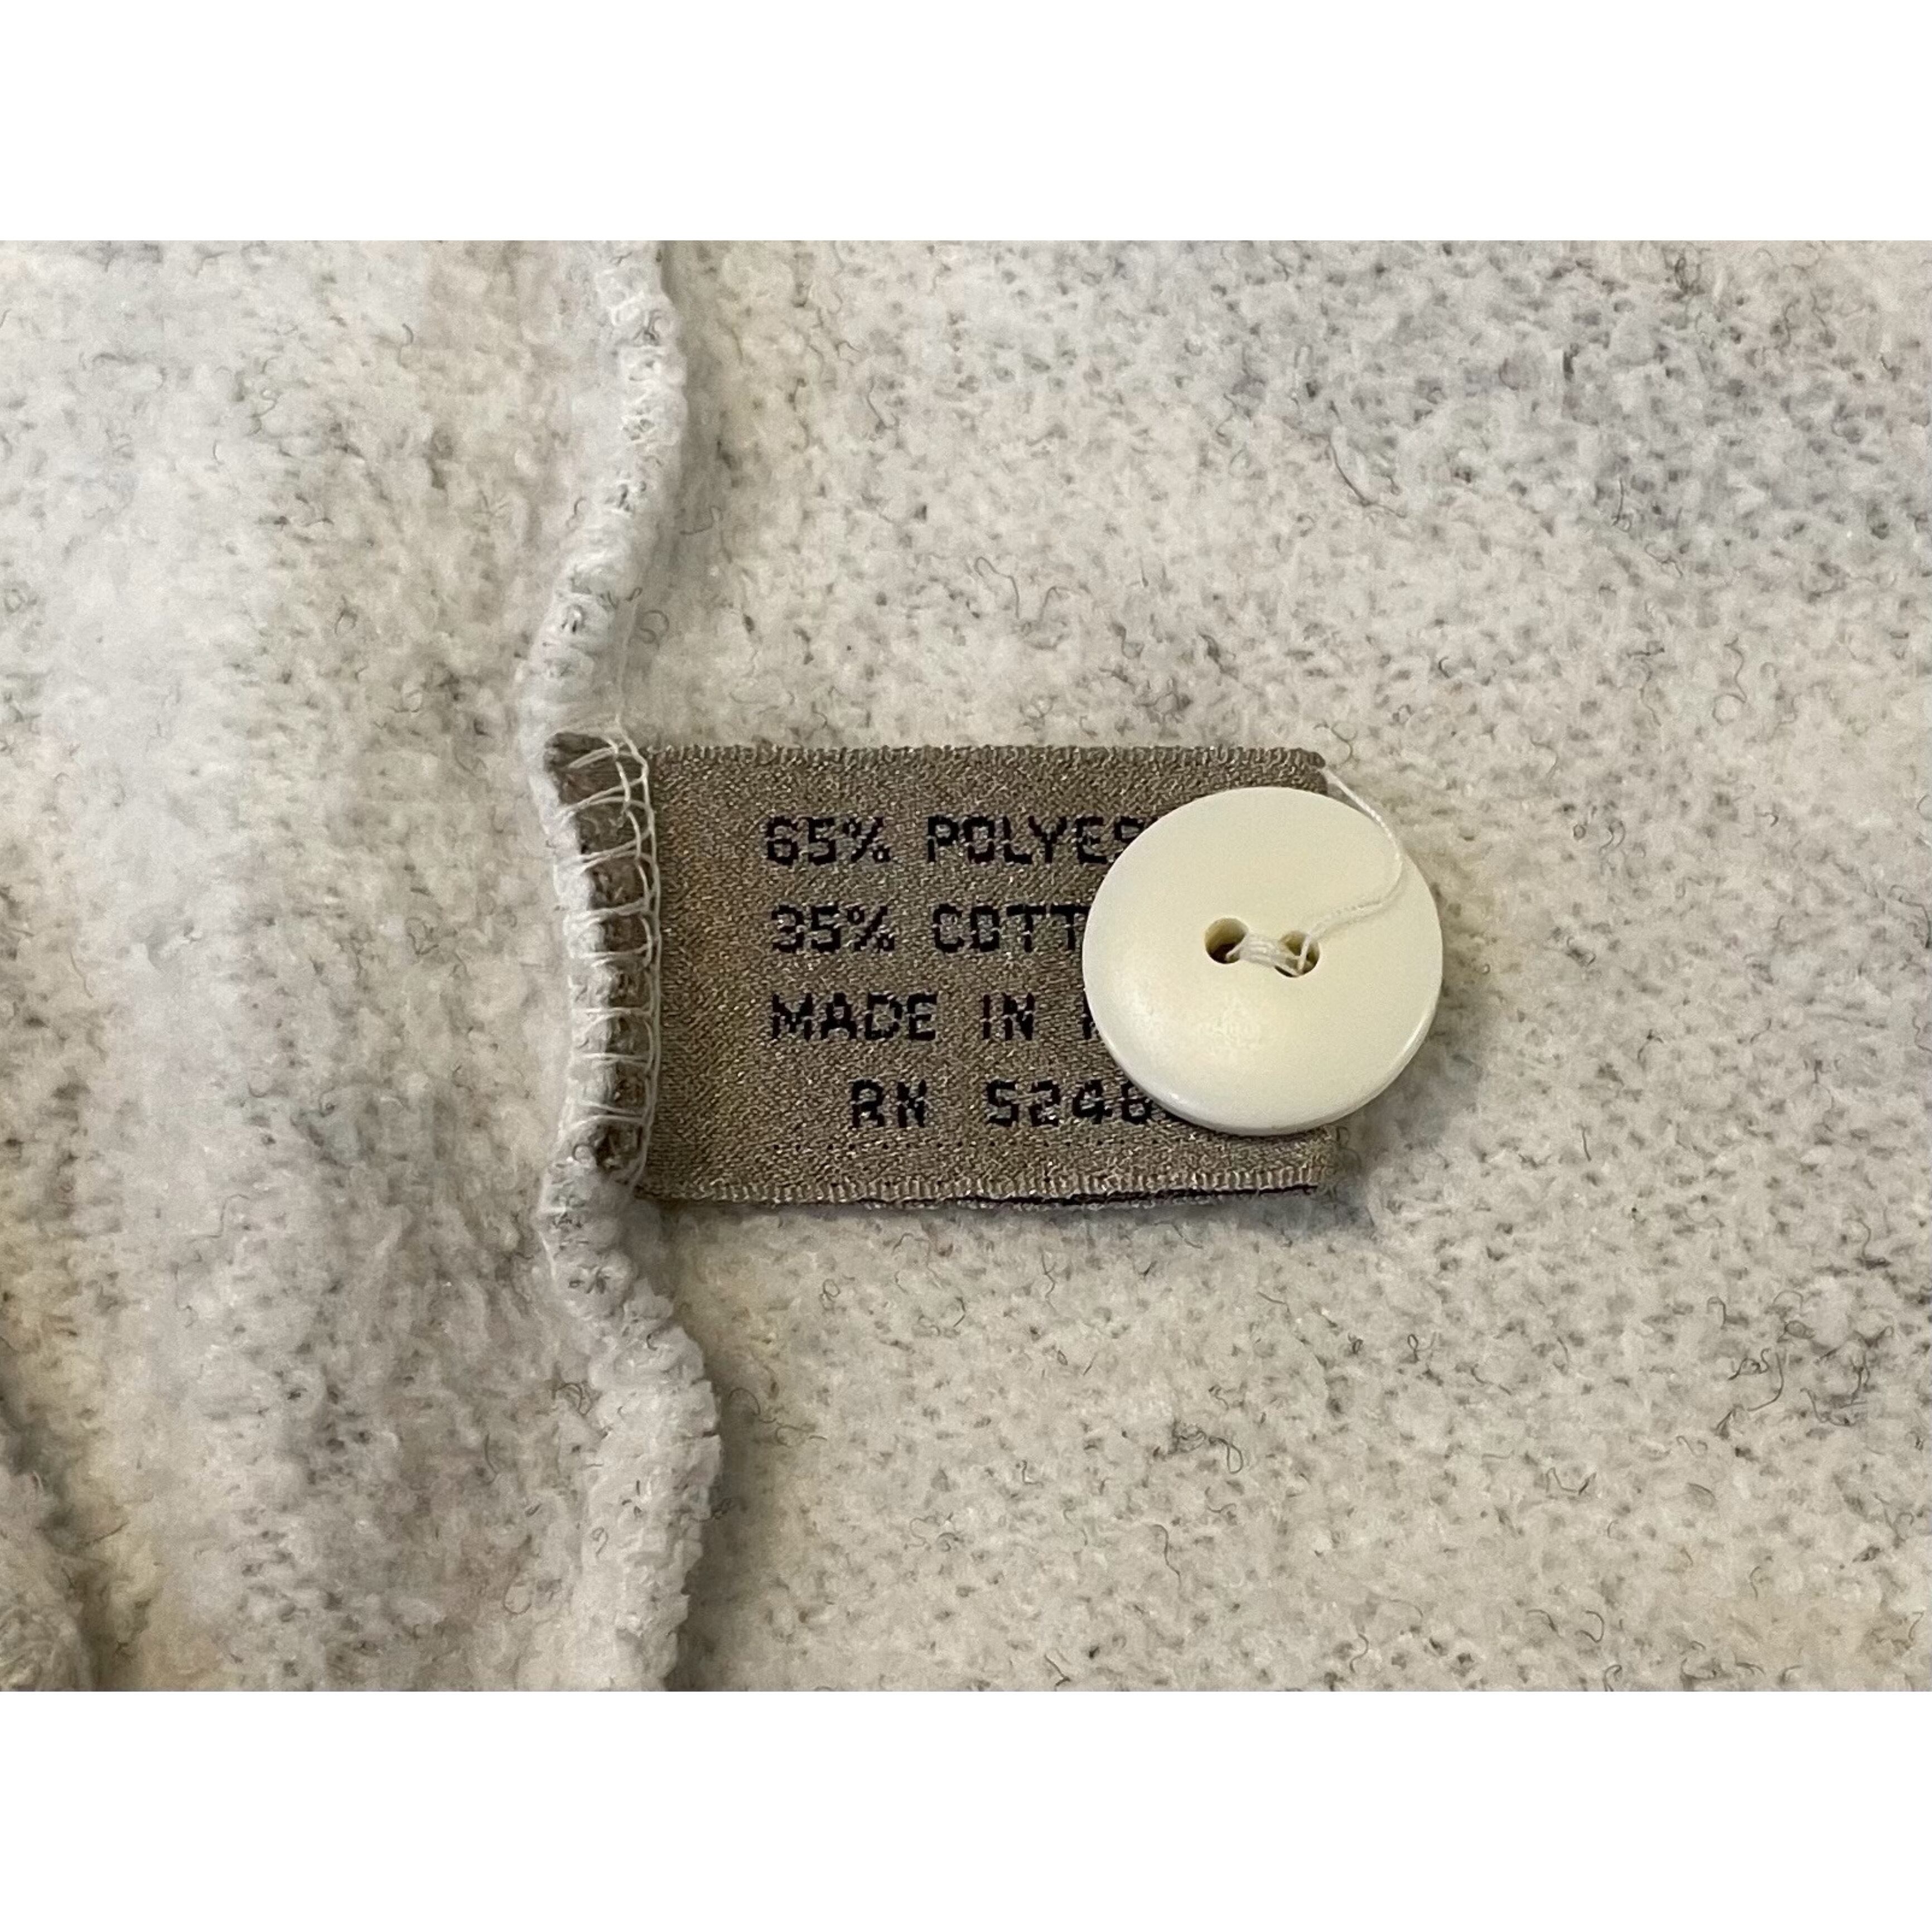 65% POLYES
35% COTT
MADE IN
RN 5246